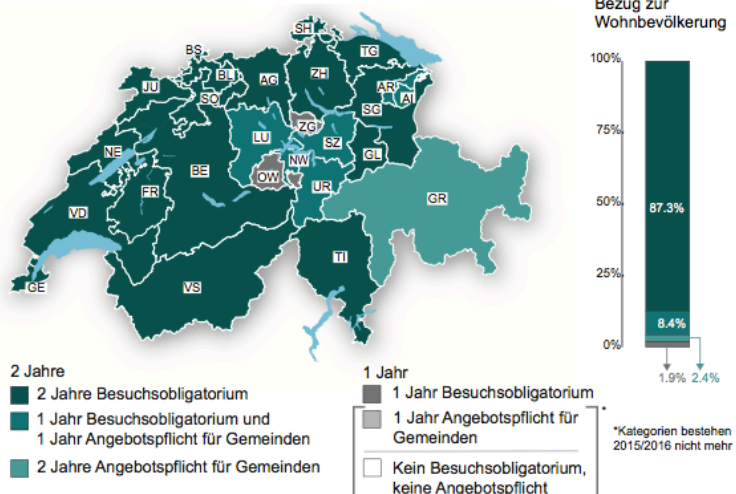 Bezug zur
Wohnbevölkerung
SH
BS
TG
BL
AG
ZH
JU
AR
AI
SO
SG
ZG
LU
SZ
NE
NW
GL
BE
OW
FR
UR
GR
VD
TI
GE
VS
100%
75%
87.3%
50%
25%
8.4%
0%
1.9% 2.4%
2 Jahre
2 Jahre Besuchsobligatorium
1 Jahr Besuchsobligatorium und
1 Jahr Angebotspflicht für Gemeinden
2 Jahre Angebotspflicht für Gemeinden
1 Jahr
1 Jahr Besuchsobligatorium
1 Jahr Angebotspflicht für
Gemeinden
Kein Besuchsobligatorium,
keine Angebotspflicht
*
*Kategorien bestehen
2015/2016 nicht mehr